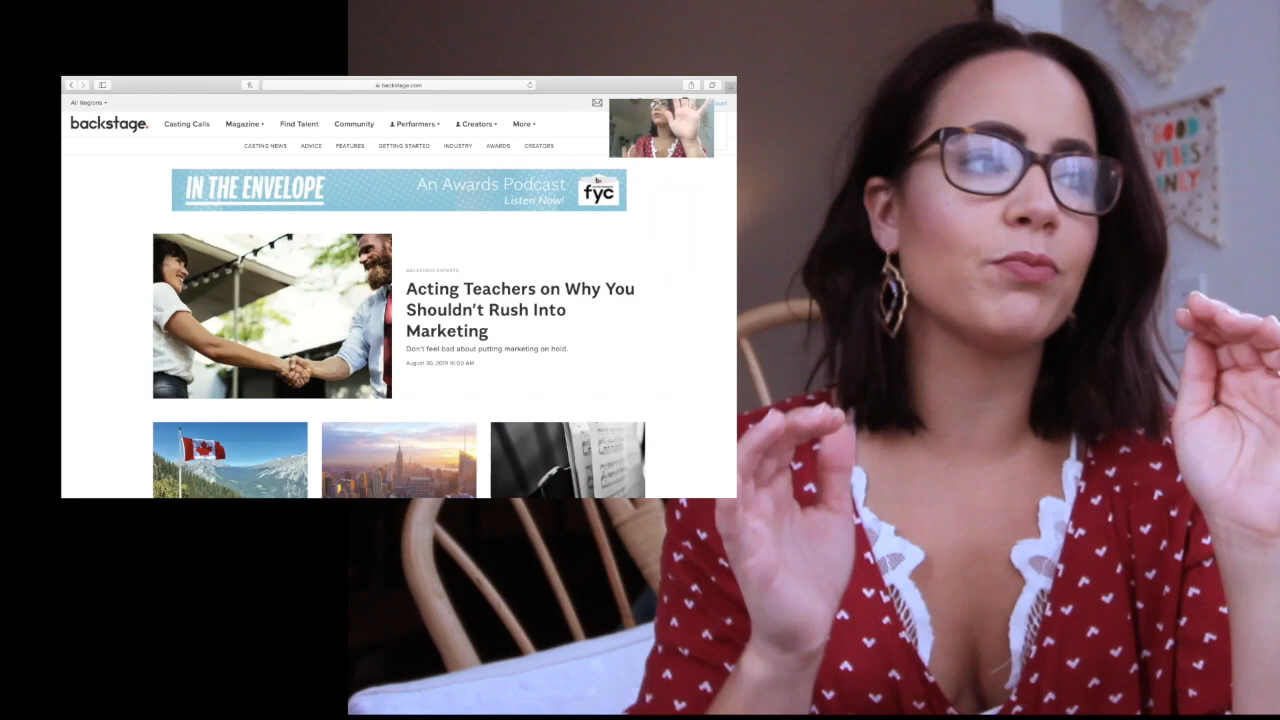 backstage.com
All Regions
ount
backstage.
Casting Calls
Magazine
Find Talent
Community
Performers
Creators
More
CASTING NEWS
ADVICE
FEATURES
GETTING STARTED
INDUSTRY
AWARDS
CREATORS
IN THE ENVELOPE
An Awards Podcast
Listen Now!
fyc
BACKSTAGE EXPERTS
Acting Teachers on Why You
Shouldn't Rush Into
Marketing
Don't feel bad about putting marketing on hold.
August 30, 2019 10:00 AM
GOOD
VIBES
ONLY